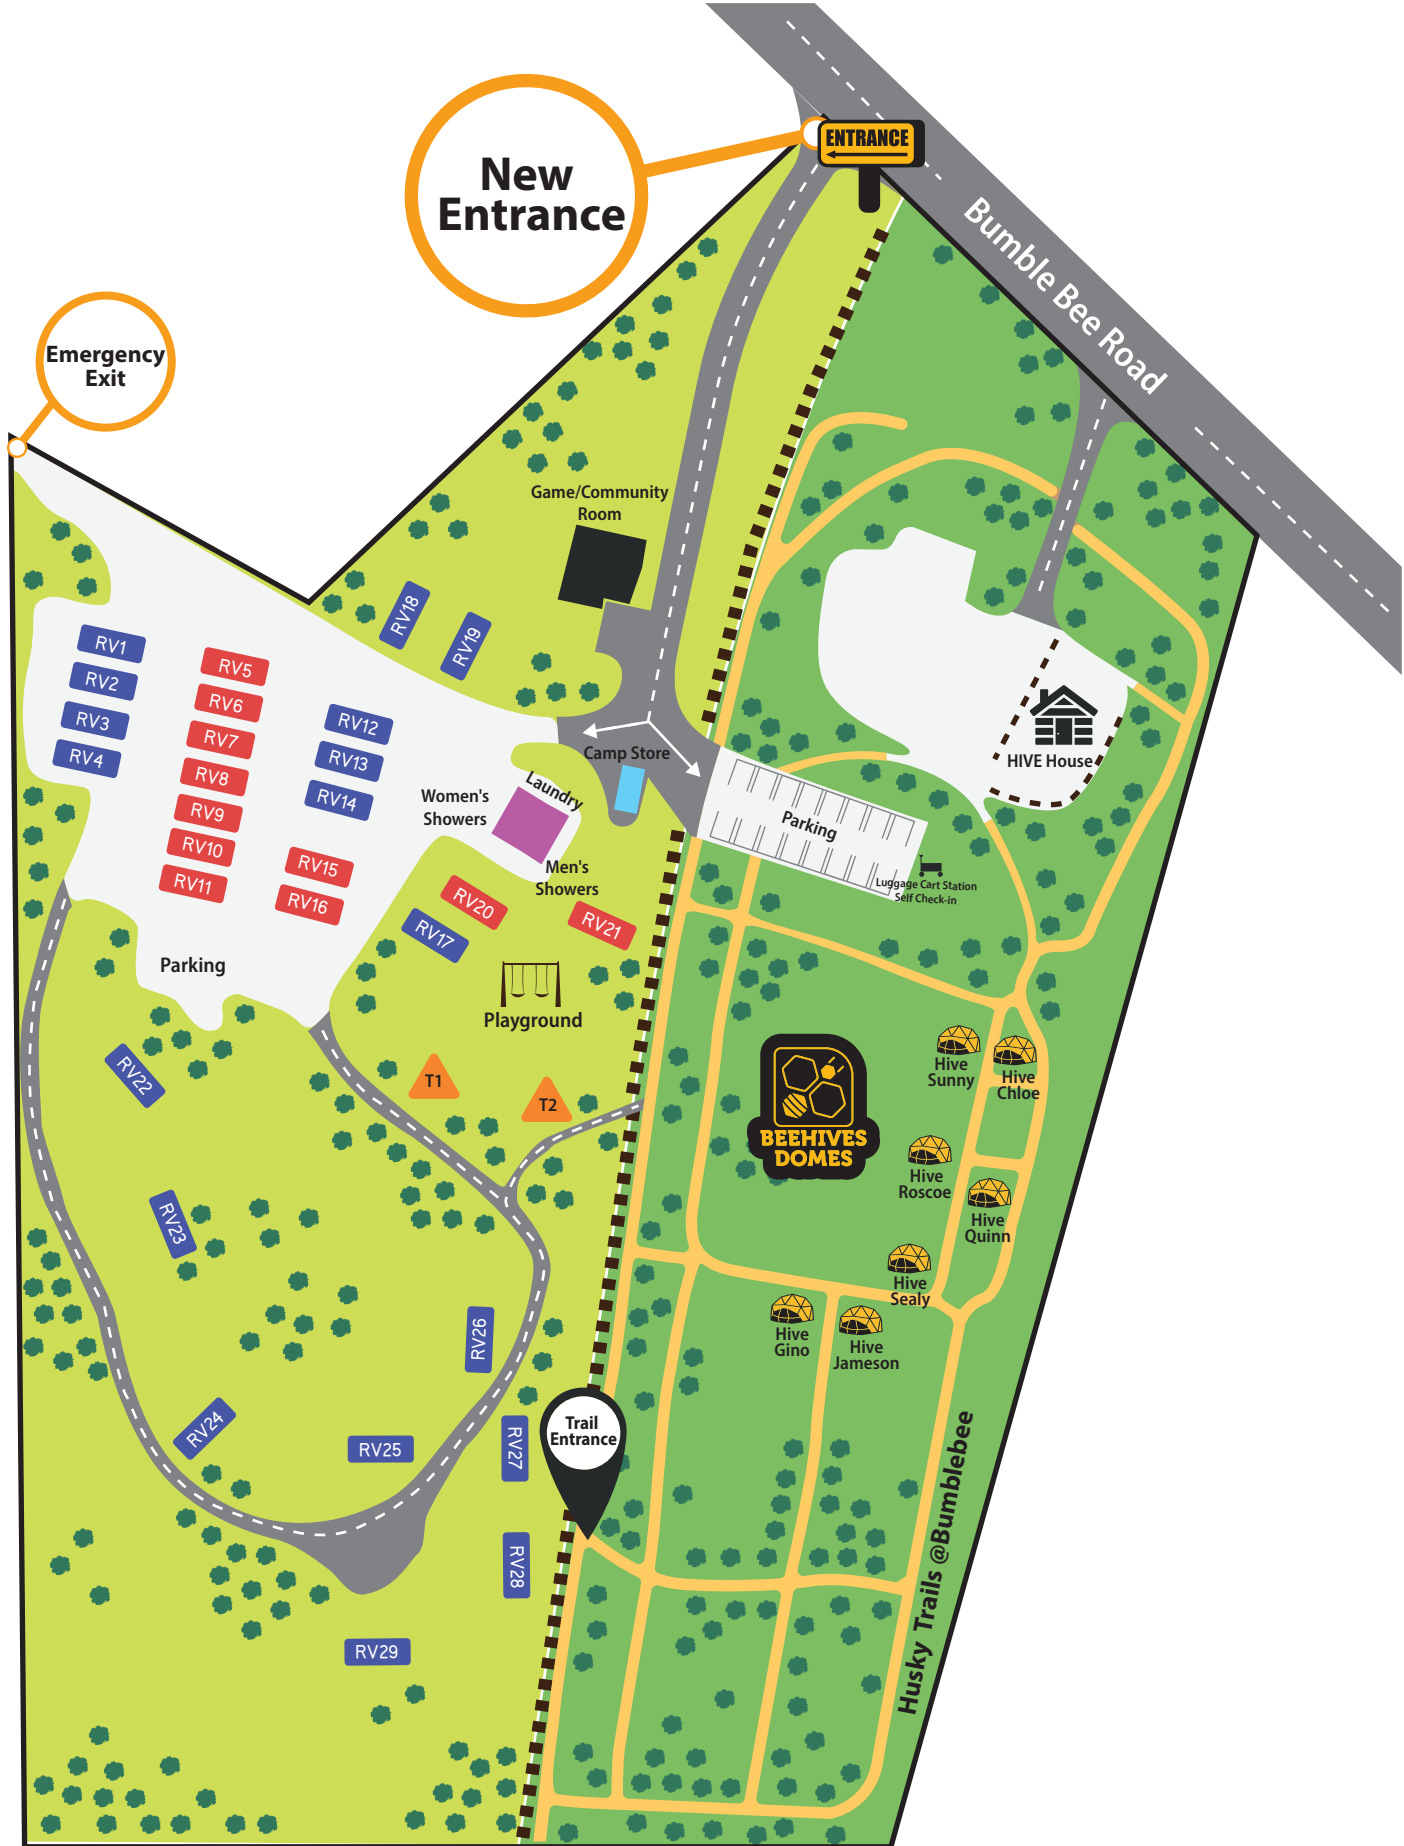 ENTRANCE
New
Entrance
Bumble Bee Road
Emergency
Exit
Game/Community
Room
RV18
RV19
RV1
RV2
RV3
RV4
RV5
RV6
RV7
RV8
RV9
RV10
RV11
RV12
RV13
RV14
RV15
RV16
Camp Store
Laundry
Women's
Showers
Men's
Showers
HIVE House
Parking
Luggage Cart Station
Self Check-in
RV20
RV17
RV21
Parking
Playground
T1
T2
RV22
RV23
RV24
RV25
RV26
RV27
RV28
RV29
BEEHIVES
DOMES
Hive
Sunny
Hive
Chloe
Hive
Roscoe
Hive
Quinn
Hive
Sealy
Hive
Gino
Hive
Jameson
Trail
Entrance
Husky Trails @Bumblebee